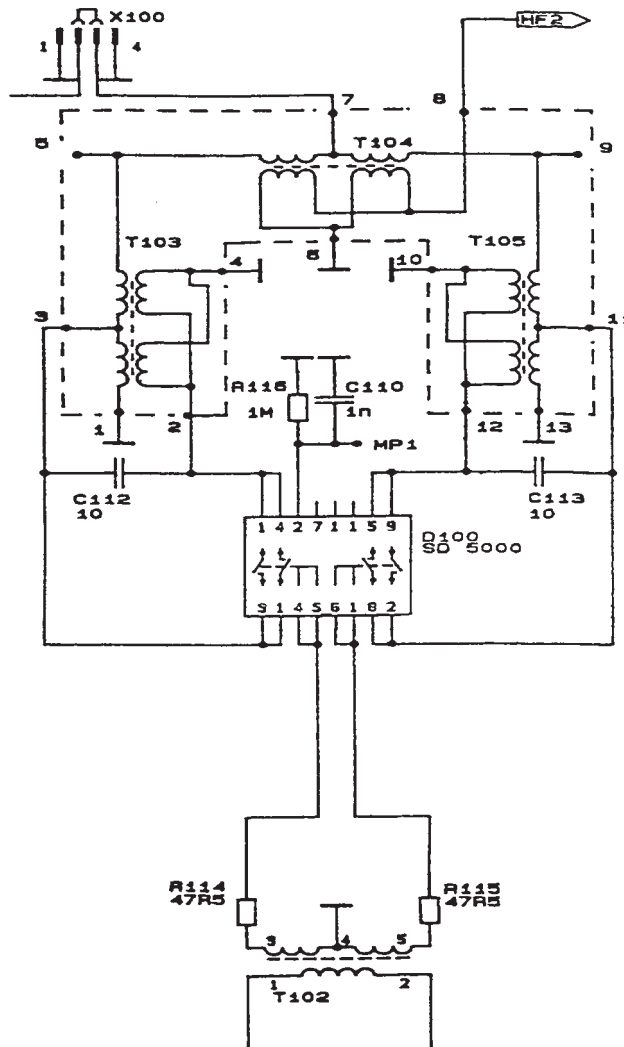 X100
HF2
1 4
7 8
5 T104 9
T103 T105
4 6 10
3 11
R116 C110
1M 1n
MP1
1 2 12 13
C112 C113
10 10
1 4 2 7 1 1 5 9
D100
SD 5000
3 1 4 5 6 1 8 2
R114 R115
47R5 47R5
3 4 5
1 2
T102